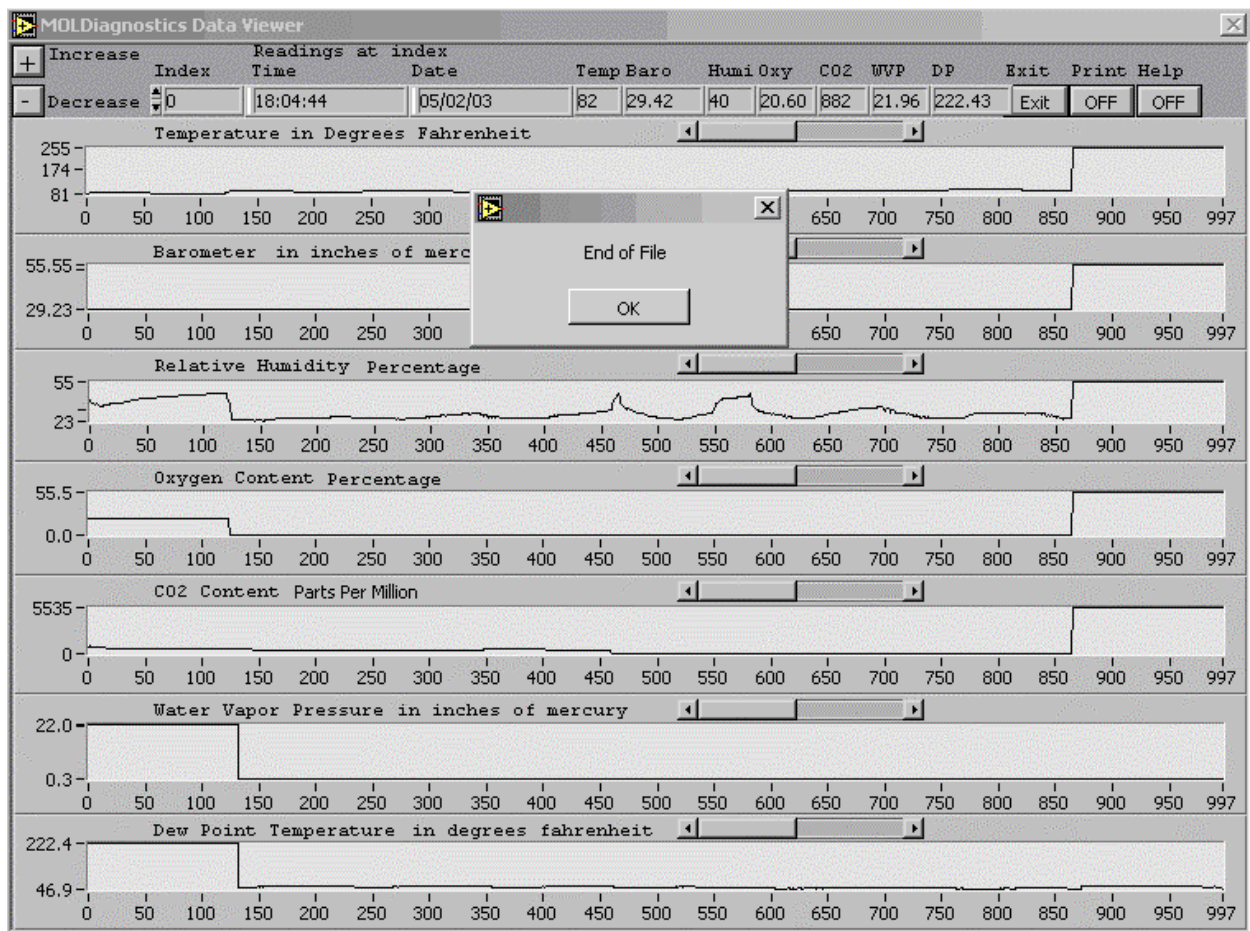 MOLDiagnostics Data Viewer
+ Increase Readings at index
Index Time Date Temp Baro Humi Oxy CO2 WVP DP Exit Print Help
- Decrease 0 18:04:44 05/02/03 82 29.42 40 20.60 882 21.96 222.43 Exit OFF OFF
Temperature in Degrees Fahrenheit
255
174
81
0 50 100 150 200 250 300 650 700 750 800 850 900 950 997
End of File
OK
Barometer in inches of merc
55.55
29.23
0 50 100 150 200 250 300 650 700 750 800 850 900 950 997
Relative Humidity Percentage
55
23
0 50 100 150 200 250 300 350 400 450 500 550 600 650 700 750 800 850 900 950 997
Oxygen Content Percentage
55.5
0.0
0 50 100 150 200 250 300 350 400 450 500 550 600 650 700 750 800 850 900 950 997
CO2 Content Parts Per Million
5535
0
0 50 100 150 200 250 300 350 400 450 500 550 600 650 700 750 800 850 900 950 997
Water Vapor Pressure in inches of mercury
22.0
0.3
0 50 100 150 200 250 300 350 400 450 500 550 600 650 700 750 800 850 900 950 997
Dew Point Temperature in degrees fahrenheit
222.4
46.9
0 50 100 150 200 250 300 350 400 450 500 550 600 650 700 750 800 850 900 950 997